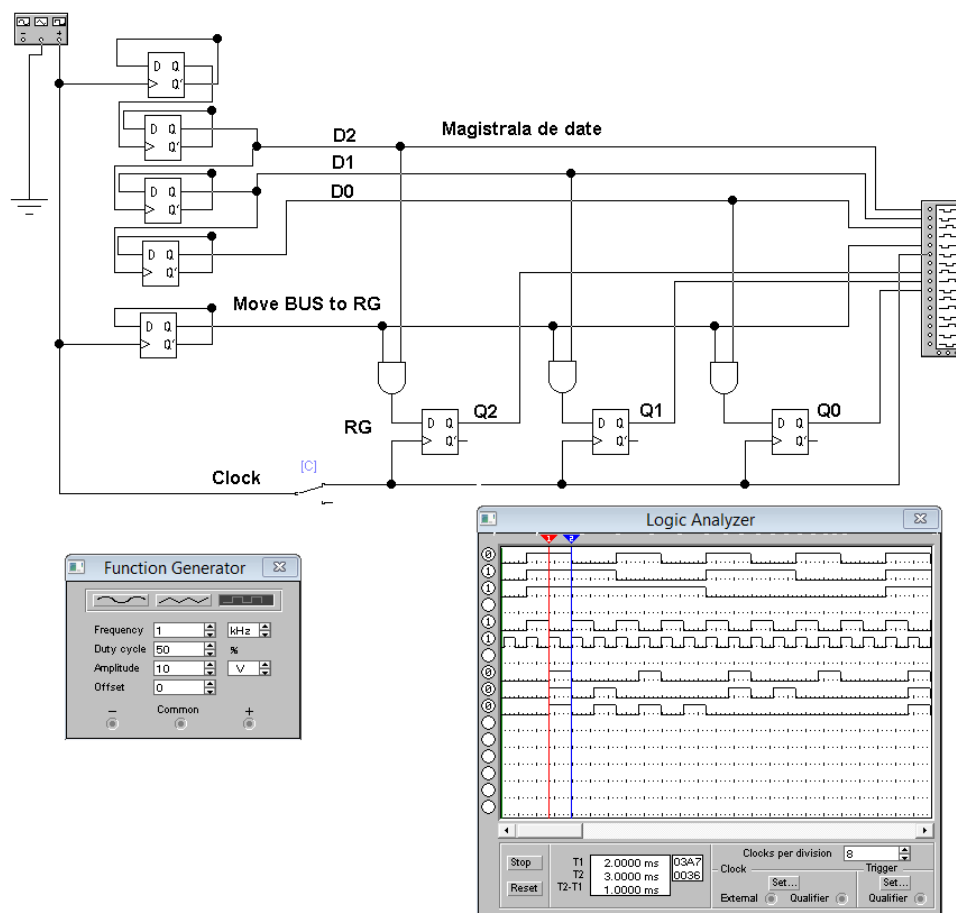 - +
D Q
Q'
D Q
Q'
D2
Magistrala de date
D1
D Q
Q'
D0
D Q
Q'
Move BUS to RG
D Q
Q'
RG
D Q
Q'
Q2
D Q
Q'
Q1
D Q
Q'
Q0
[C]
Clock
Function Generator
Frequency 1 kHz
Duty cycle 50 %
Amplitude 10 V
Offset 0
- Common +
Logic Analyzer
1 2
0
1
1
1
1
0
0
0
Stop
Reset
T1 2.0000 ms 03A7
T2 3.0000 ms 0036
T2-T1 1.0000 ms
Clocks per division 8
Clock Trigger
Set... Set...
External Qualifier Qualifier